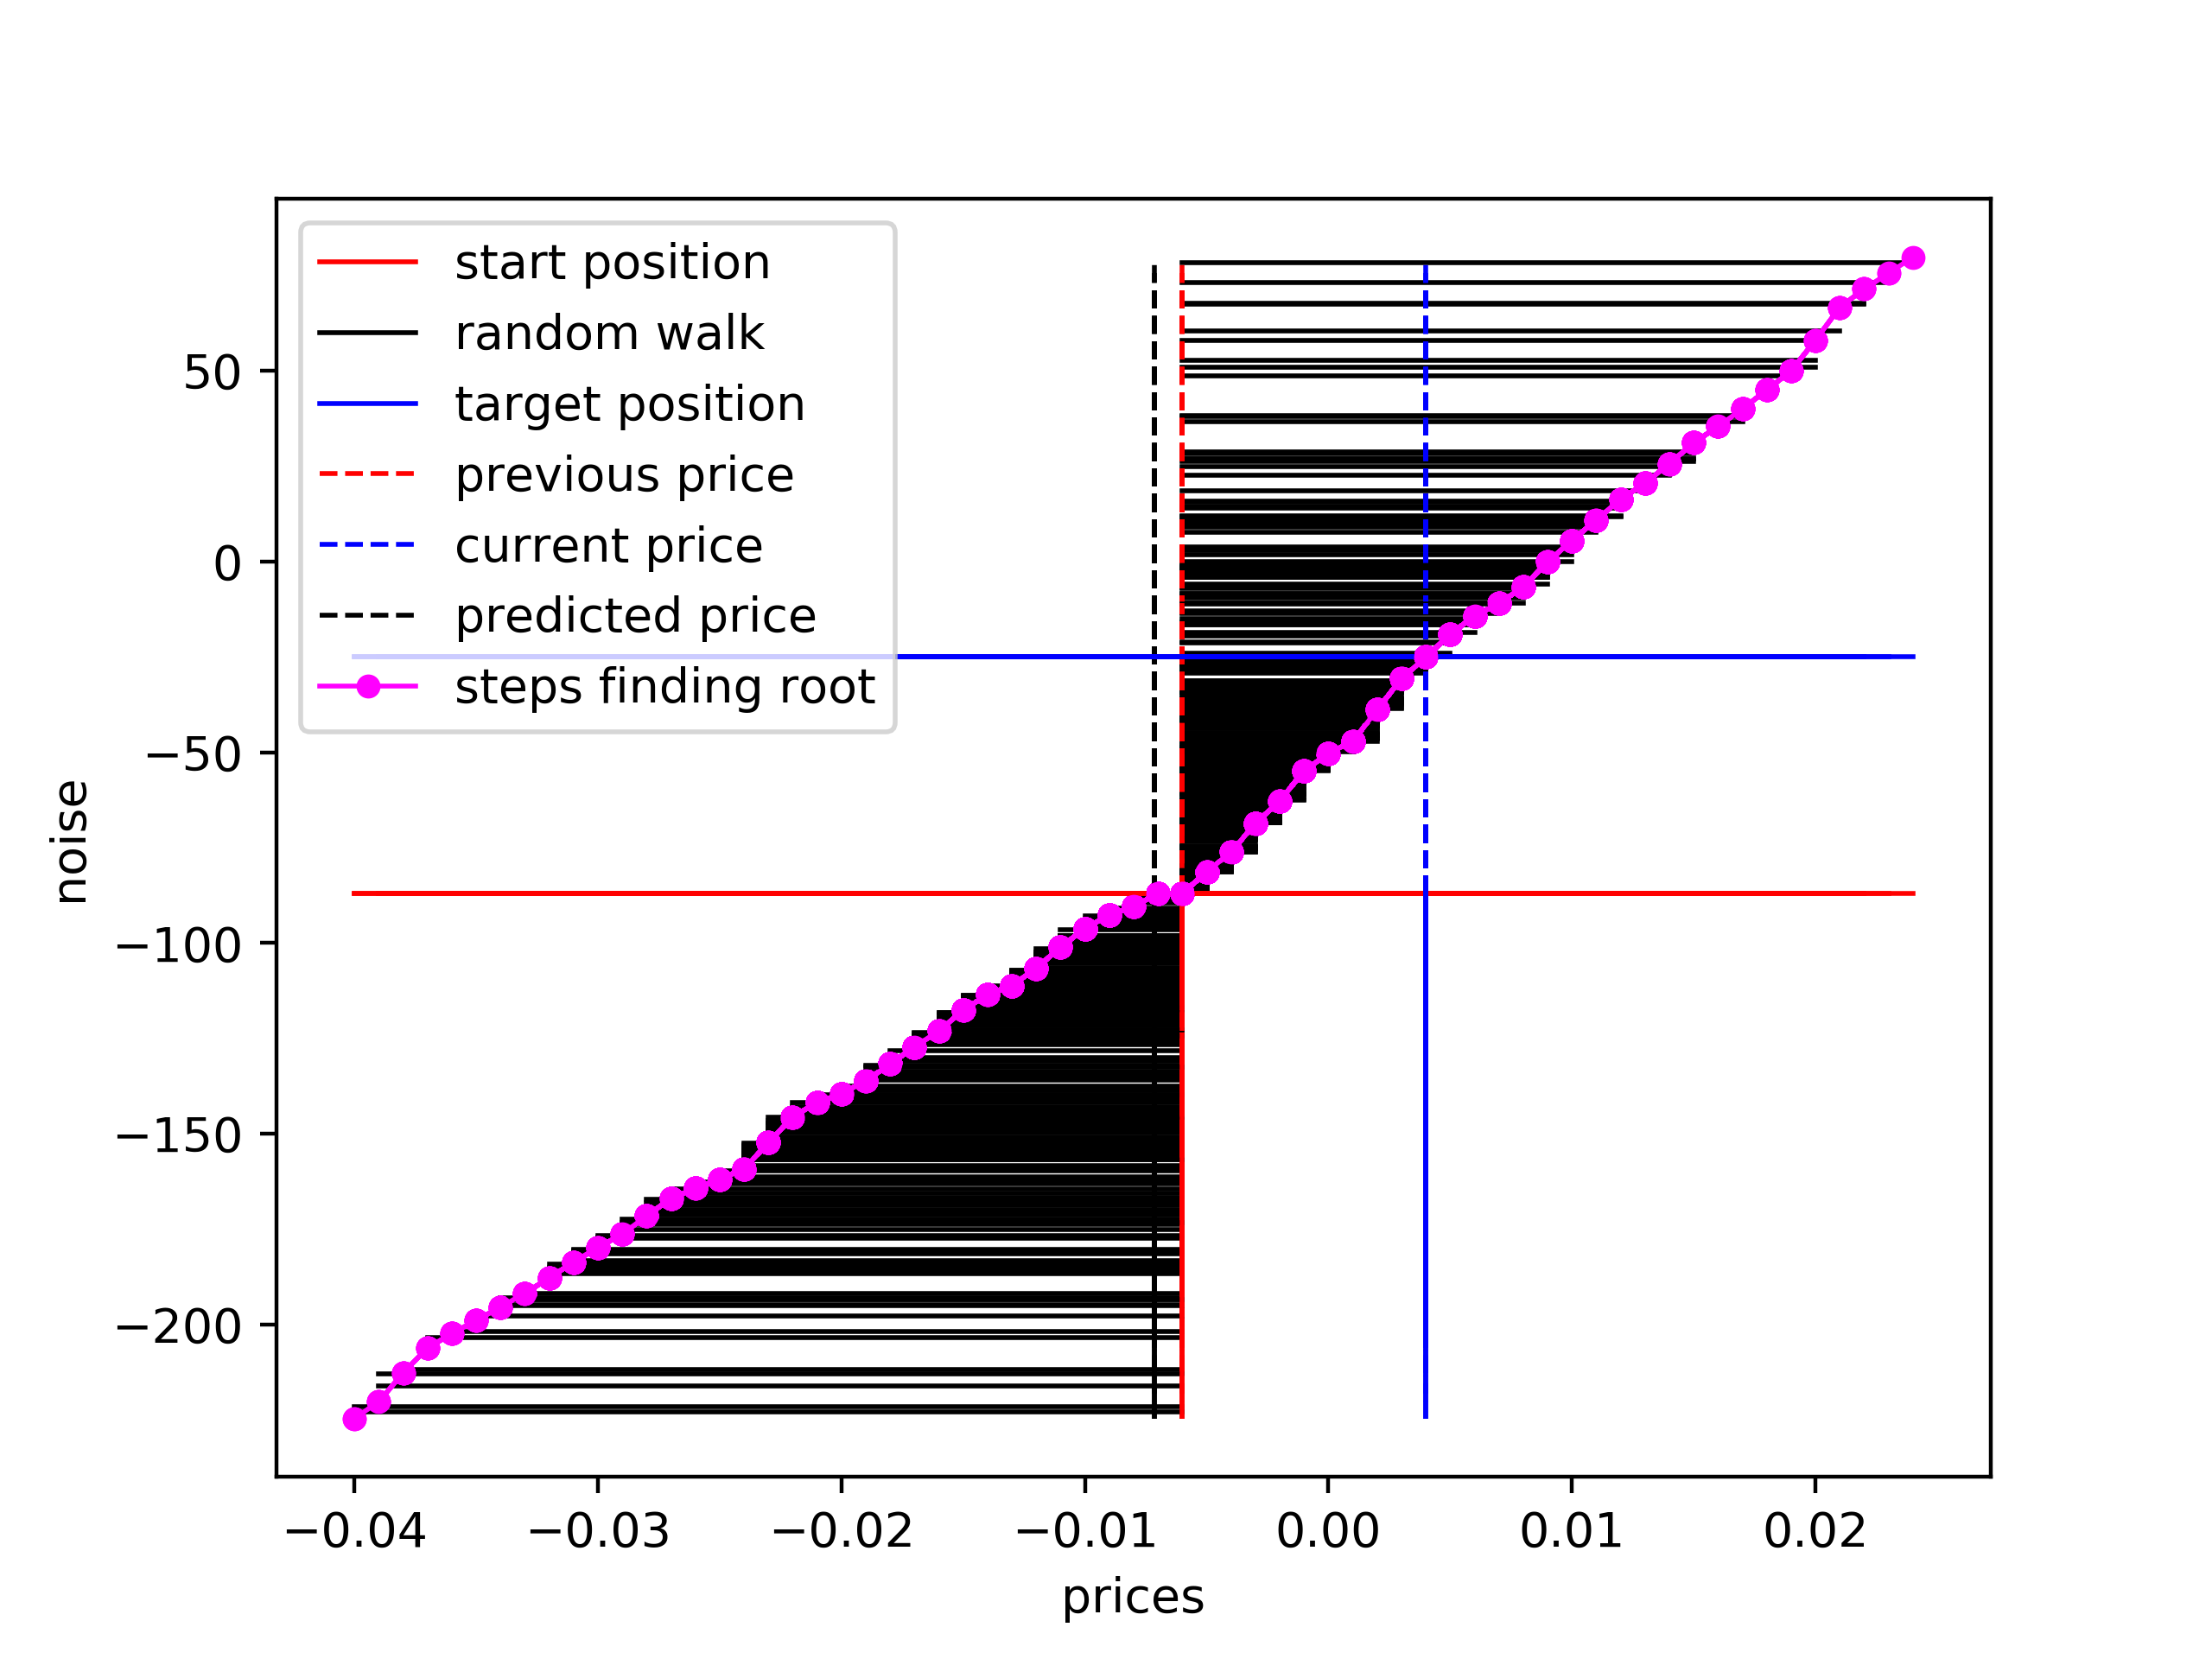 start position
random walk
target position
previous price
current price
predicted price
steps finding root
50
0
−50
−100
−150
−200
noise
−0.04 −0.03 −0.02 −0.01 0.00 0.01 0.02
prices